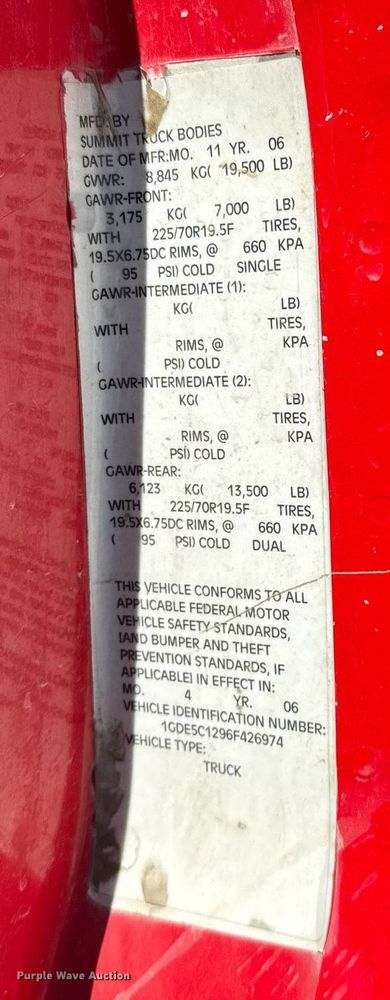 MFD. BY
SUMMIT TRUCK BODIES
DATE OF MFR:MO. 11 YR. 06
GVWR: 8,845 KG( 19,500 LB)
GAWR-FRONT:
3,175 KG( 7,000 LB)
WITH 225/70R19.5F TIRES,
19.5X6.75DC RIMS, @ 660 KPA
( 95 PSI) COLD SINGLE
GAWR-INTERMEDIATE (1):
KG( LB)
WITH TIRES,
RIMS, @ KPA
( PSI) COLD
GAWR-INTERMEDIATE (2):
KG( LB)
WITH TIRES,
RIMS, @ KPA
( PSI) COLD
GAWR-REAR:
6,123 KG( 13,500 LB)
WITH 225/70R19.5F TIRES,
19.5X6.75DC RIMS, @ 660 KPA
( 95 PSI) COLD DUAL
THIS VEHICLE CONFORMS TO ALL
APPLICABLE FEDERAL MOTOR
VEHICLE SAFETY STANDARDS,
[AND BUMPER AND THEFT
PREVENTION STANDARDS, IF
APPLICABLE] IN EFFECT IN:
MO. 4 YR. 06
VEHICLE IDENTIFICATION NUMBER:
1GDE5C1296F426974
VEHICLE TYPE:
TRUCK
Purple Wave Auction